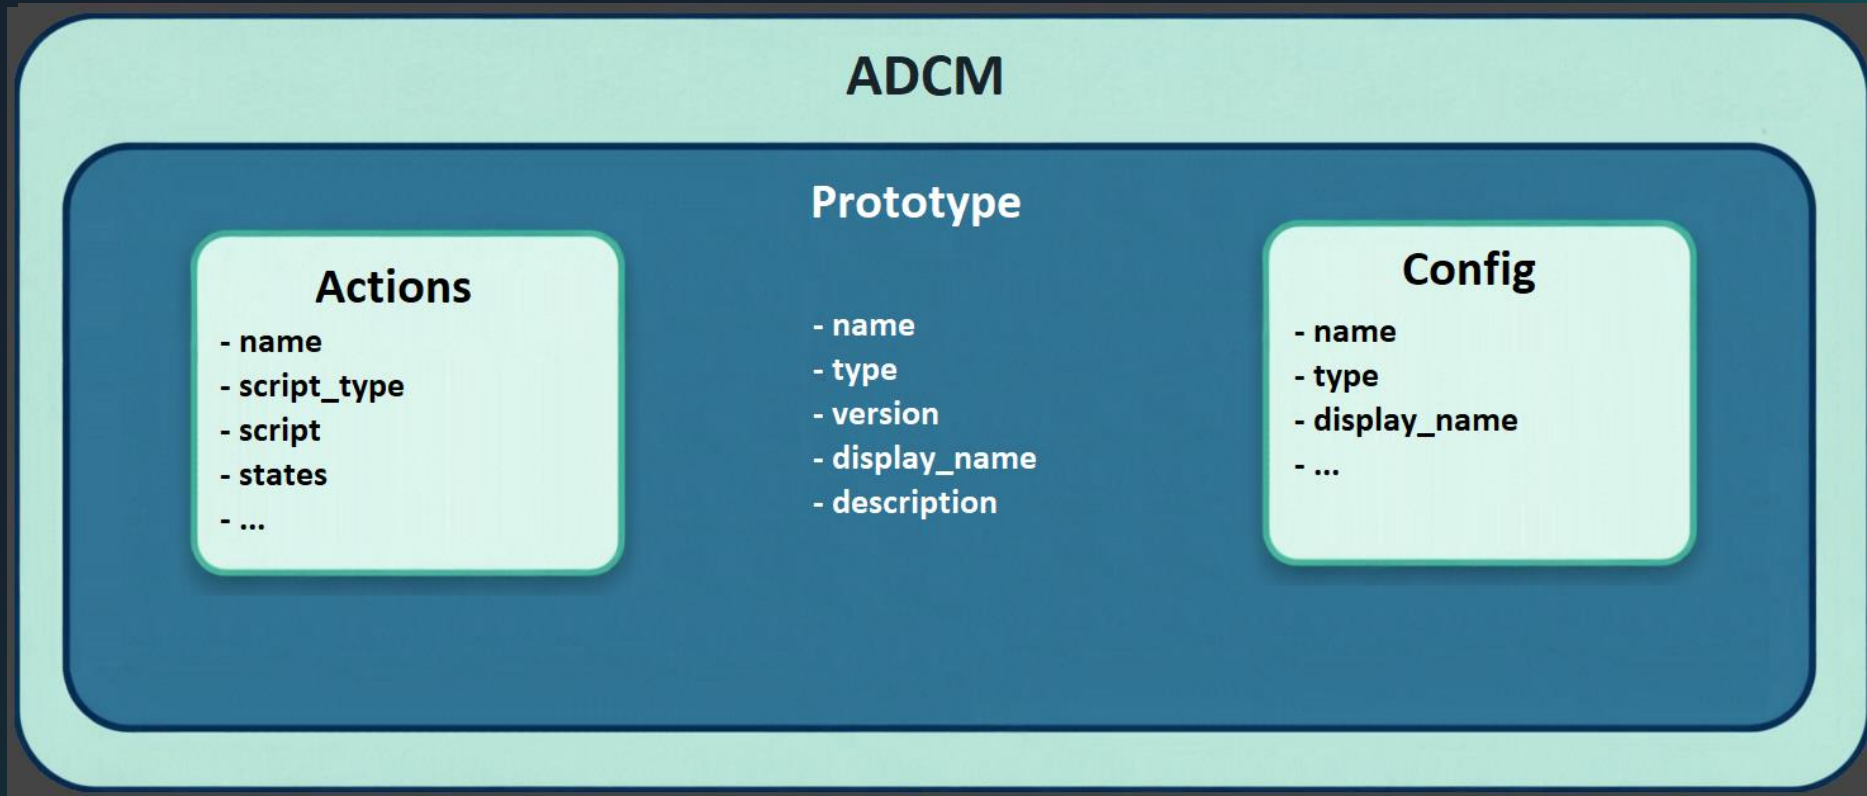 ADCM
Prototype
Actions
- name
- script_type
- script
- states
- ...
- name
- type
- version
- display_name
- description
Config
- name
- type
- display_name
- ...